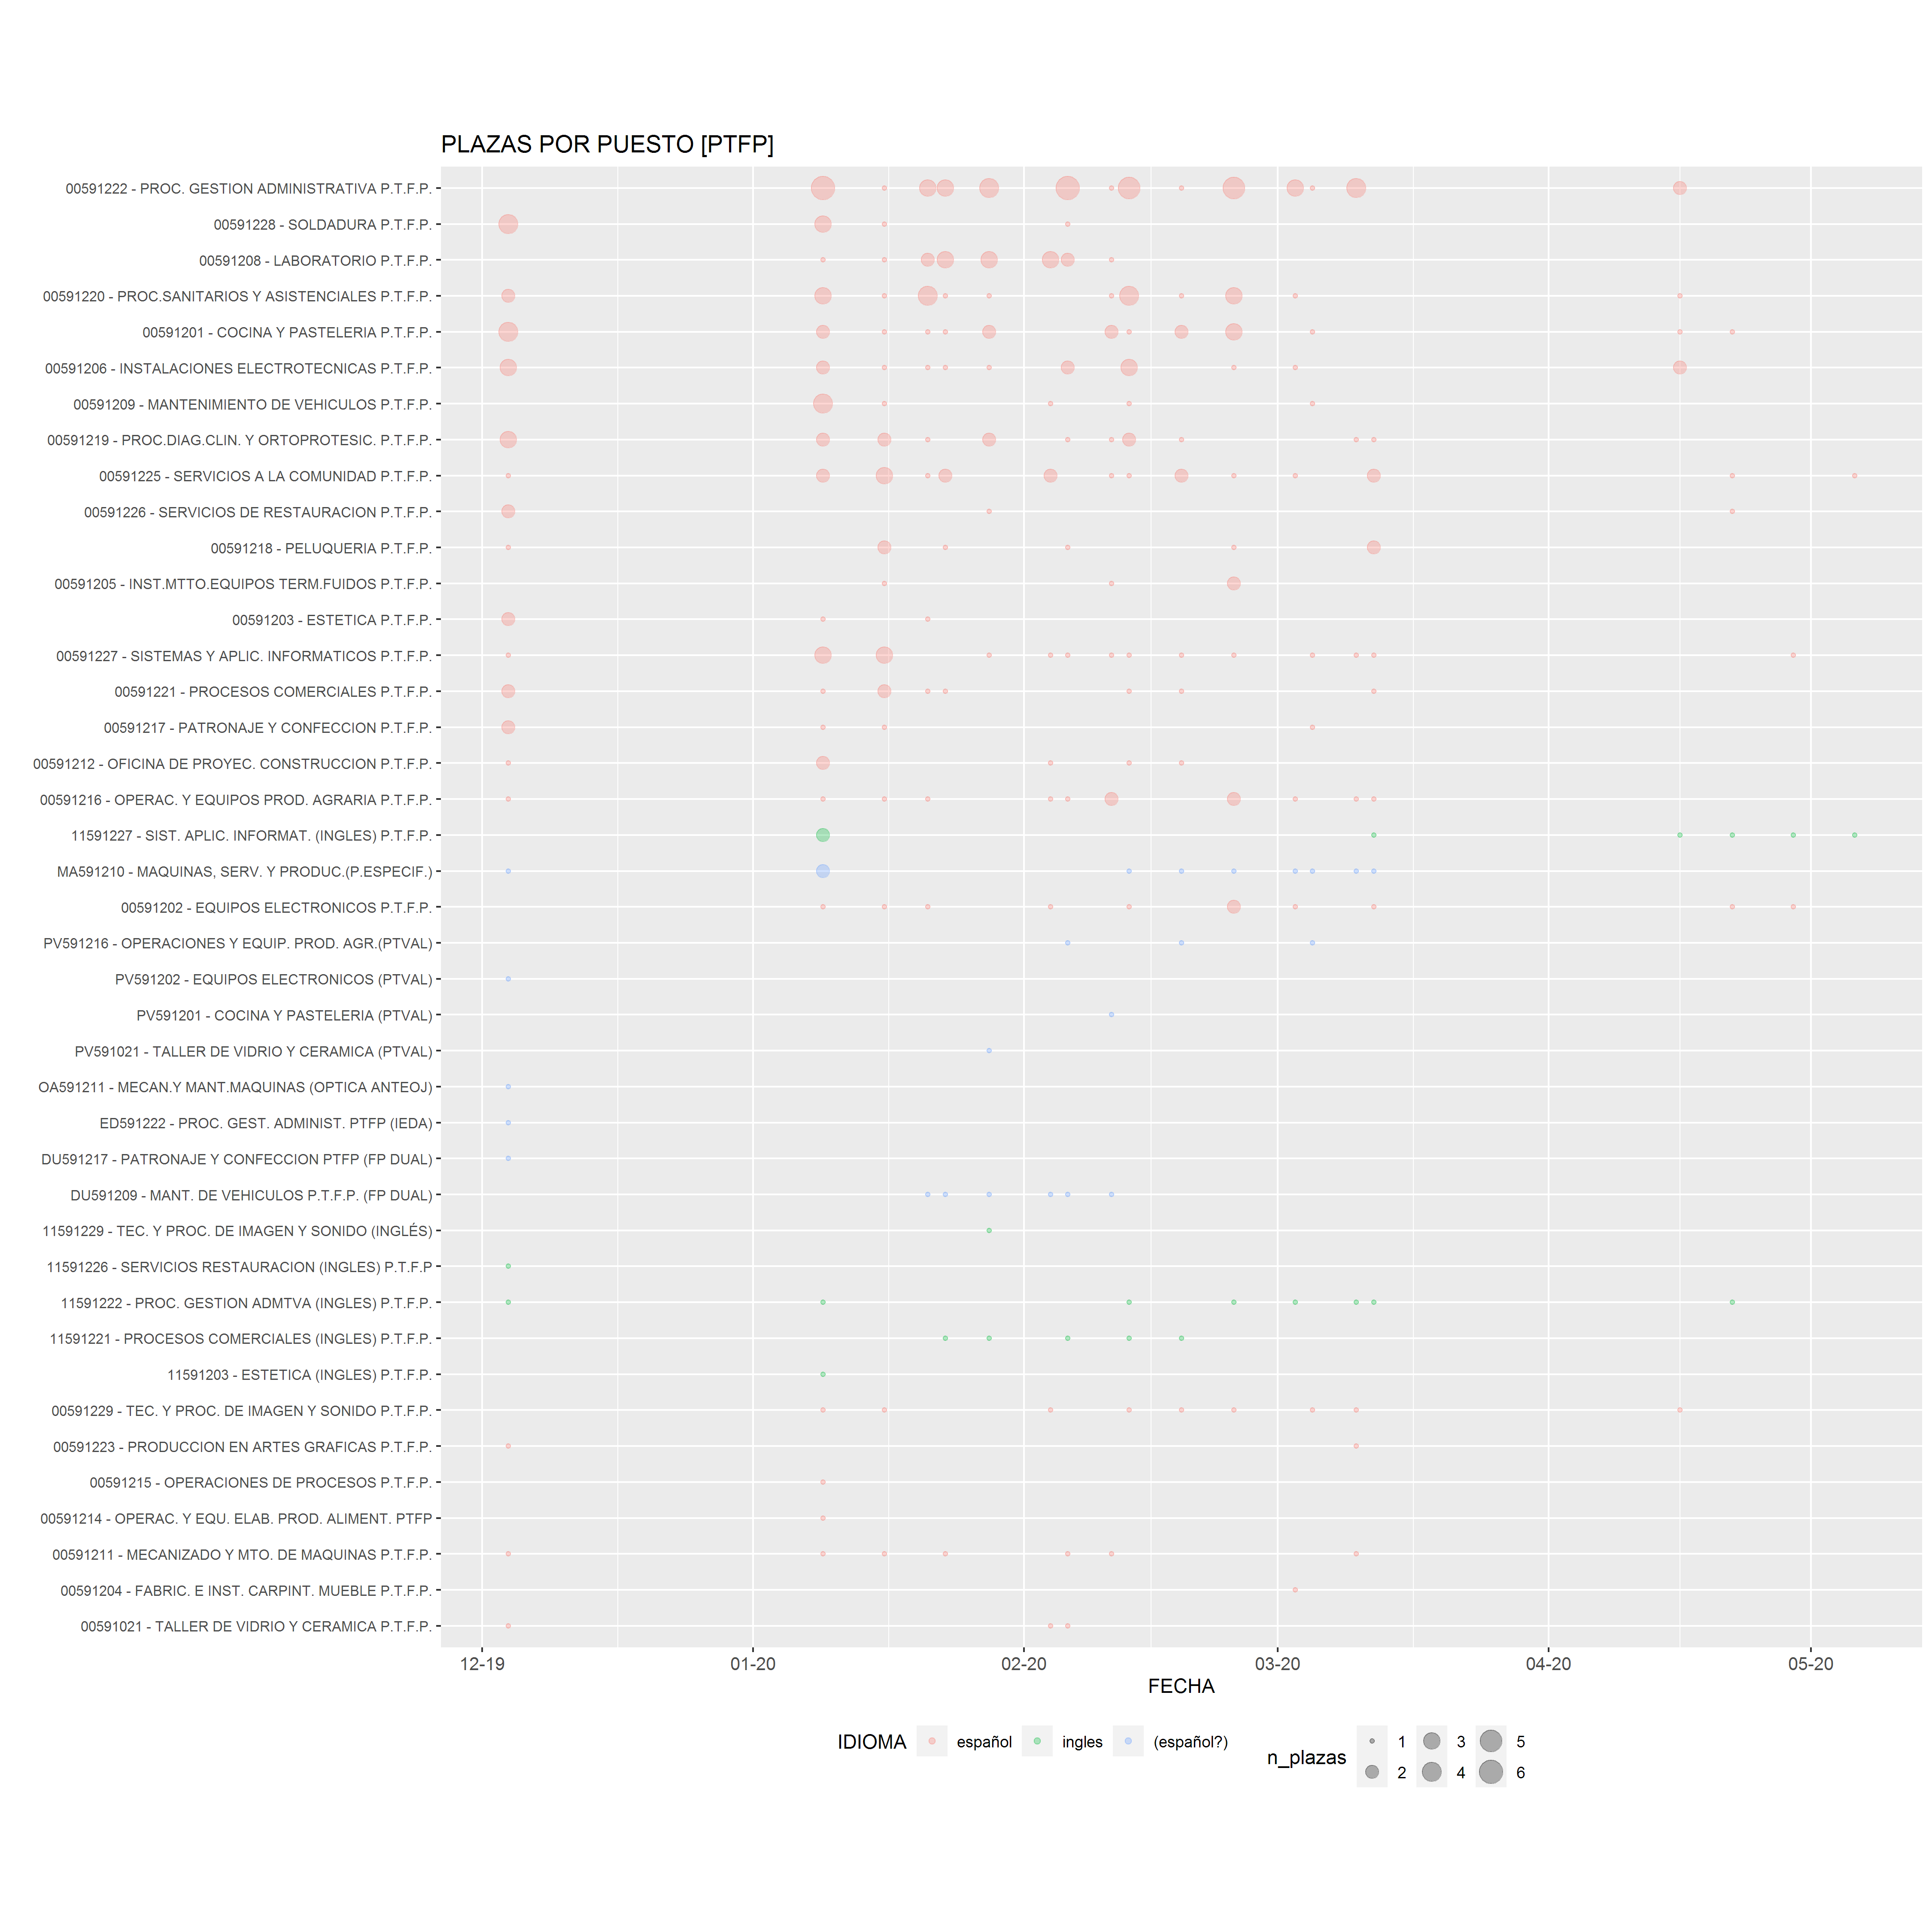 PLAZAS POR PUESTO [PTFP]
00591222 - PROC. GESTION ADMINISTRATIVA P.T.F.P.
00591228 - SOLDADURA P.T.F.P.
00591208 - LABORATORIO P.T.F.P.
00591220 - PROC.SANITARIOS Y ASISTENCIALES P.T.F.P.
00591201 - COCINA Y PASTELERIA P.T.F.P.
00591206 - INSTALACIONES ELECTROTECNICAS P.T.F.P.
00591209 - MANTENIMIENTO DE VEHICULOS P.T.F.P.
00591219 - PROC.DIAG.CLIN. Y ORTOPROTESIC. P.T.F.P.
00591225 - SERVICIOS A LA COMUNIDAD P.T.F.P.
00591226 - SERVICIOS DE RESTAURACION P.T.F.P.
00591218 - PELUQUERIA P.T.F.P.
00591205 - INST.MTTO.EQUIPOS TERM.FUIDOS P.T.F.P.
00591203 - ESTETICA P.T.F.P.
00591227 - SISTEMAS Y APLIC. INFORMATICOS P.T.F.P.
00591221 - PROCESOS COMERCIALES P.T.F.P.
00591217 - PATRONAJE Y CONFECCION P.T.F.P.
00591212 - OFICINA DE PROYEC. CONSTRUCCION P.T.F.P.
00591216 - OPERAC. Y EQUIPOS PROD. AGRARIA P.T.F.P.
11591227 - SIST. APLIC. INFORMAT. (INGLES) P.T.F.P.
MA591210 - MAQUINAS, SERV. Y PRODUC.(P.ESPECIF.)
00591202 - EQUIPOS ELECTRONICOS P.T.F.P.
PV591216 - OPERACIONES Y EQUIP. PROD. AGR.(PTVAL)
PV591202 - EQUIPOS ELECTRONICOS (PTVAL)
PV591201 - COCINA Y PASTELERIA (PTVAL)
PV591021 - TALLER DE VIDRIO Y CERAMICA (PTVAL)
OA591211 - MECAN.Y MANT.MAQUINAS (OPTICA ANTEOJ)
ED591222 - PROC. GEST. ADMINIST. PTFP (IEDA)
DU591217 - PATRONAJE Y CONFECCION PTFP (FP DUAL)
DU591209 - MANT. DE VEHICULOS P.T.F.P. (FP DUAL)
11591229 - TEC. Y PROC. DE IMAGEN Y SONIDO (INGLÉS)
11591226 - SERVICIOS RESTAURACION (INGLES) P.T.F.P
11591222 - PROC. GESTION ADMTVA (INGLES) P.T.F.P.
11591221 - PROCESOS COMERCIALES (INGLES) P.T.F.P.
11591203 - ESTETICA (INGLES) P.T.F.P.
00591229 - TEC. Y PROC. DE IMAGEN Y SONIDO P.T.F.P.
00591223 - PRODUCCION EN ARTES GRAFICAS P.T.F.P.
00591215 - OPERACIONES DE PROCESOS P.T.F.P.
00591214 - OPERAC. Y EQU. ELAB. PROD. ALIMENT. PTFP
00591211 - MECANIZADO Y MTO. DE MAQUINAS P.T.F.P.
00591204 - FABRIC. E INST. CARPINT. MUEBLE P.T.F.P.
00591021 - TALLER DE VIDRIO Y CERAMICA P.T.F.P.
12-19 01-20 02-20 03-20 04-20 05-20
FECHA
IDIOMA español ingles (español?)
n_plazas 1 3 5
2 4 6